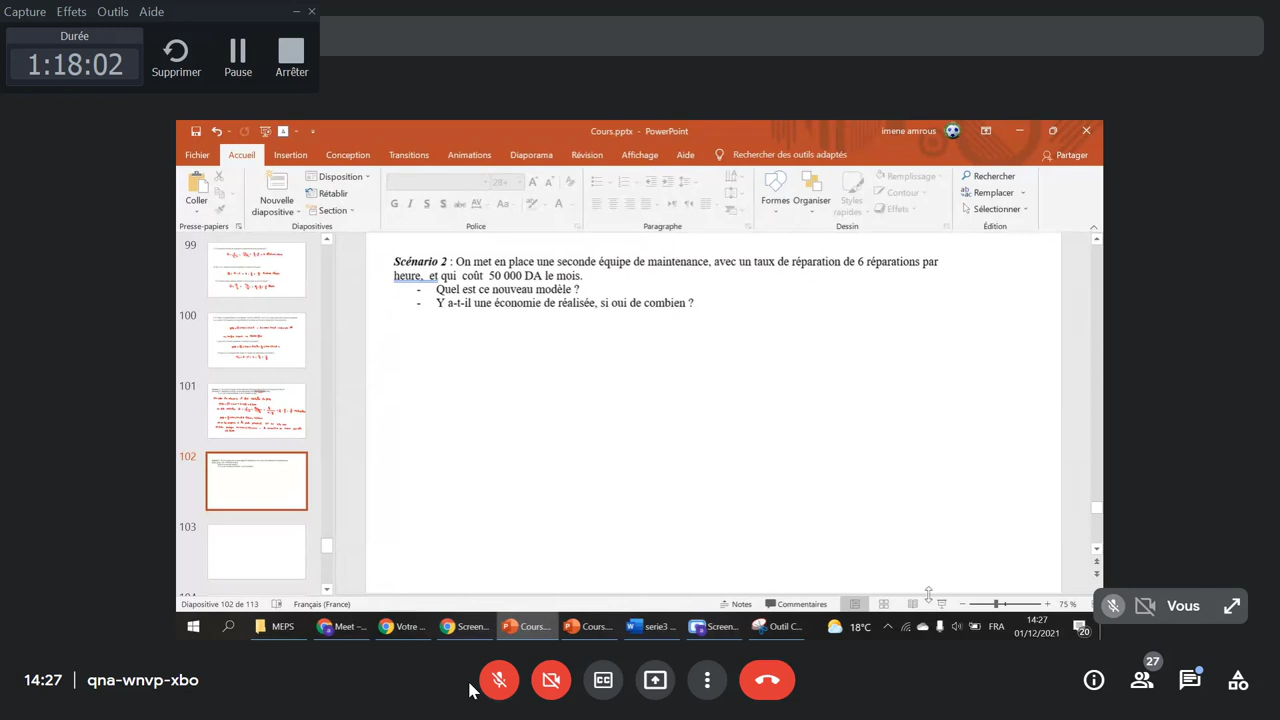 Capture Effets Outils Aide
Durée
1:18:02
Supprimer Pause Arrêter
Cours.pptx - PowerPoint
imene amrous
Fichier Accueil Insertion Conception Transitions Animations Diaporama Révision Affichage Aide Rechercher des outils adaptés Partager
Coller
Nouvelle diapositive
Disposition
Rétablir
Section
28+
G I S S abc AV Aa A
Formes Organiser Styles rapides
Remplissage
Contour
Effets
Rechercher
Remplacer
Sélectionner
Presse-papiers Diapositives Police Paragraphe Dessin Édition
99
100
101
102
103
Scénario 2 : On met en place une seconde équipe de maintenance, avec un taux de réparation de 6 réparations par
heure, et qui coût 50 000 DA le mois.
- Quel est ce nouveau modèle ?
- Y a-t-il une économie de réalisée, si oui de combien ?
Diapositive 102 de 113 Français (France) Notes Commentaires 75 %
Vous
MEPS Meet – Votre Screen... Cours... Cours.... serie3 Screen... Outil C... 18°C FRA
14:27
01/12/2021
20
14:27 | qna-wnvp-xbo
27